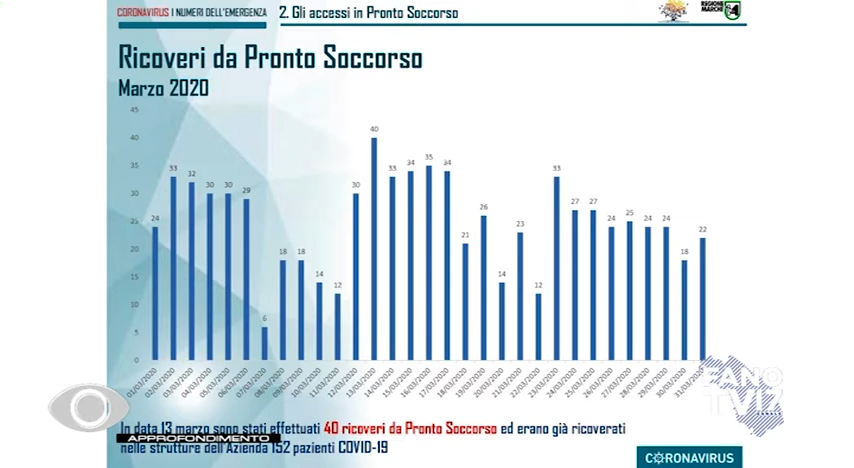 CORONAVIRUS I NUMERI DELL'EMERGENZA
2. Gli accessi in Pronto Soccorso
REGIONE
MARCHE
Ricoveri da Pronto Soccorso
Marzo 2020
45
40
35
30
25
20
15
10
5
0
24 33 32 30 30 29 6 18 18 14 12 30 40 33 34 35 34 21 26 14 23 12 33 27 27 24 25 24 24 18 22
01/03/2020 02/03/2020 03/03/2020 04/03/2020 05/03/2020 06/03/2020 07/03/2020 08/03/2020 09/03/2020 10/03/2020 11/03/2020 12/03/2020 13/03/2020 14/03/2020 15/03/2020 16/03/2020 17/03/2020 18/03/2020 19/03/2020 20/03/2020 21/03/2020 22/03/2020 23/03/2020 24/03/2020 25/03/2020 26/03/2020 27/03/2020 28/03/2020 29/03/2020 30/03/2020 31/03/2020
FANO
TV
In data 13 marzo sono stati effettuati 40 ricoveri da Pronto Soccorso ed erano già ricoverati
APPROFONDIMENTO
nelle strutture dell'Azienda 152 pazienti COVID-19
CORONAVIRUS